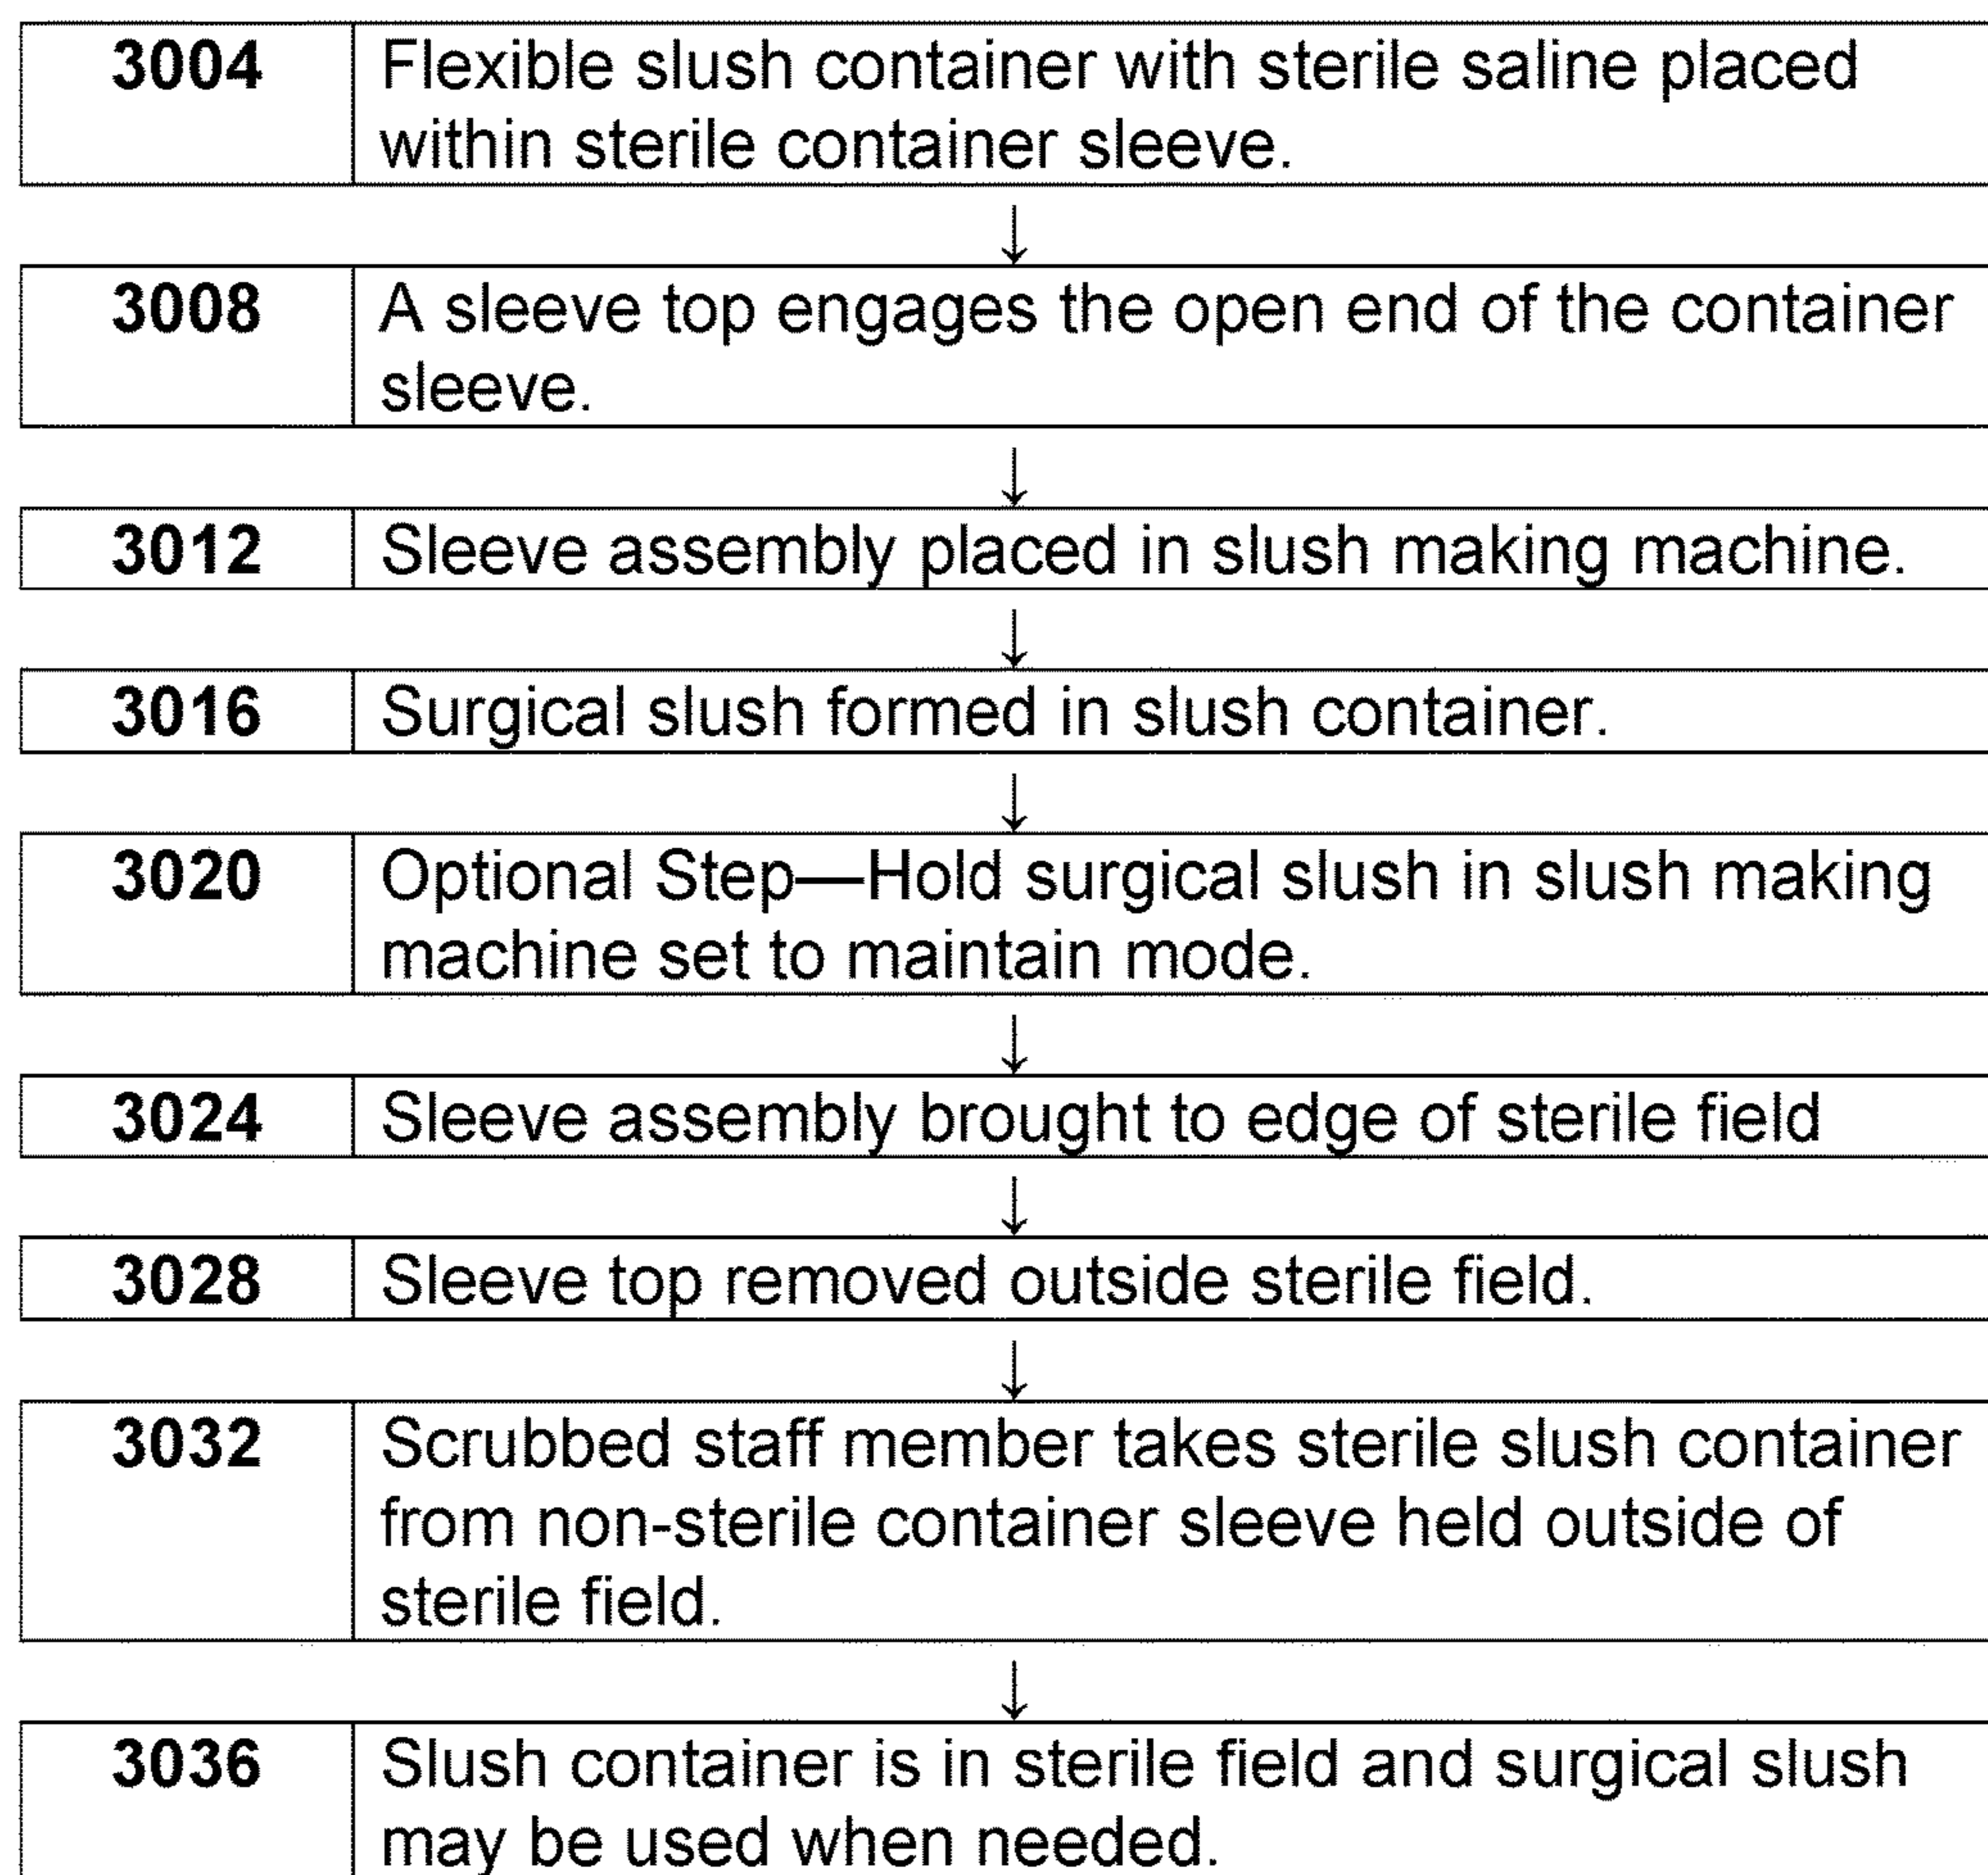 3004 Flexible slush container with sterile saline placed
within sterile container sleeve.
↓
3008 A sleeve top engages the open end of the container
sleeve.
↓
3012 Sleeve assembly placed in slush making machine.
↓
3016 Surgical slush formed in slush container.
↓
3020 Optional Step—Hold surgical slush in slush making
machine set to maintain mode.
↓
3024 Sleeve assembly brought to edge of sterile field
↓
3028 Sleeve top removed outside sterile field.
↓
3032 Scrubbed staff member takes sterile slush container
from non-sterile container sleeve held outside of
sterile field.
↓
3036 Slush container is in sterile field and surgical slush
may be used when needed.